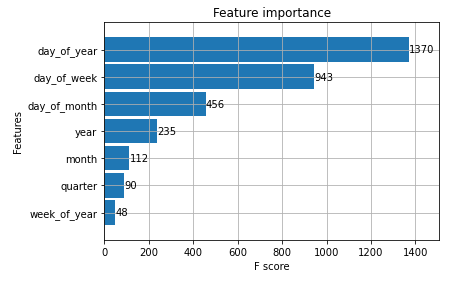 Feature importance
Features
day_of_year 1370
day_of_week 943
day_of_month 456
year 235
month 112
quarter 90
week_of_year 48
0 200 400 600 800 1000 1200 1400
F score